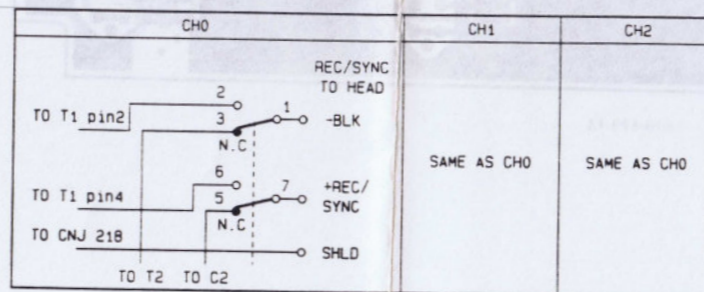 CH0
CH1
CH2
REC/SYNC
TO HEAD
2
TO T1 pin2
3
1
-BLK
N.C
SAME AS CH0
SAME AS CH0
6
TO T1 pin4
5
7
+REC/
SYNC
N.C
TO CNJ 218
SHLD
TO T2
TO C2